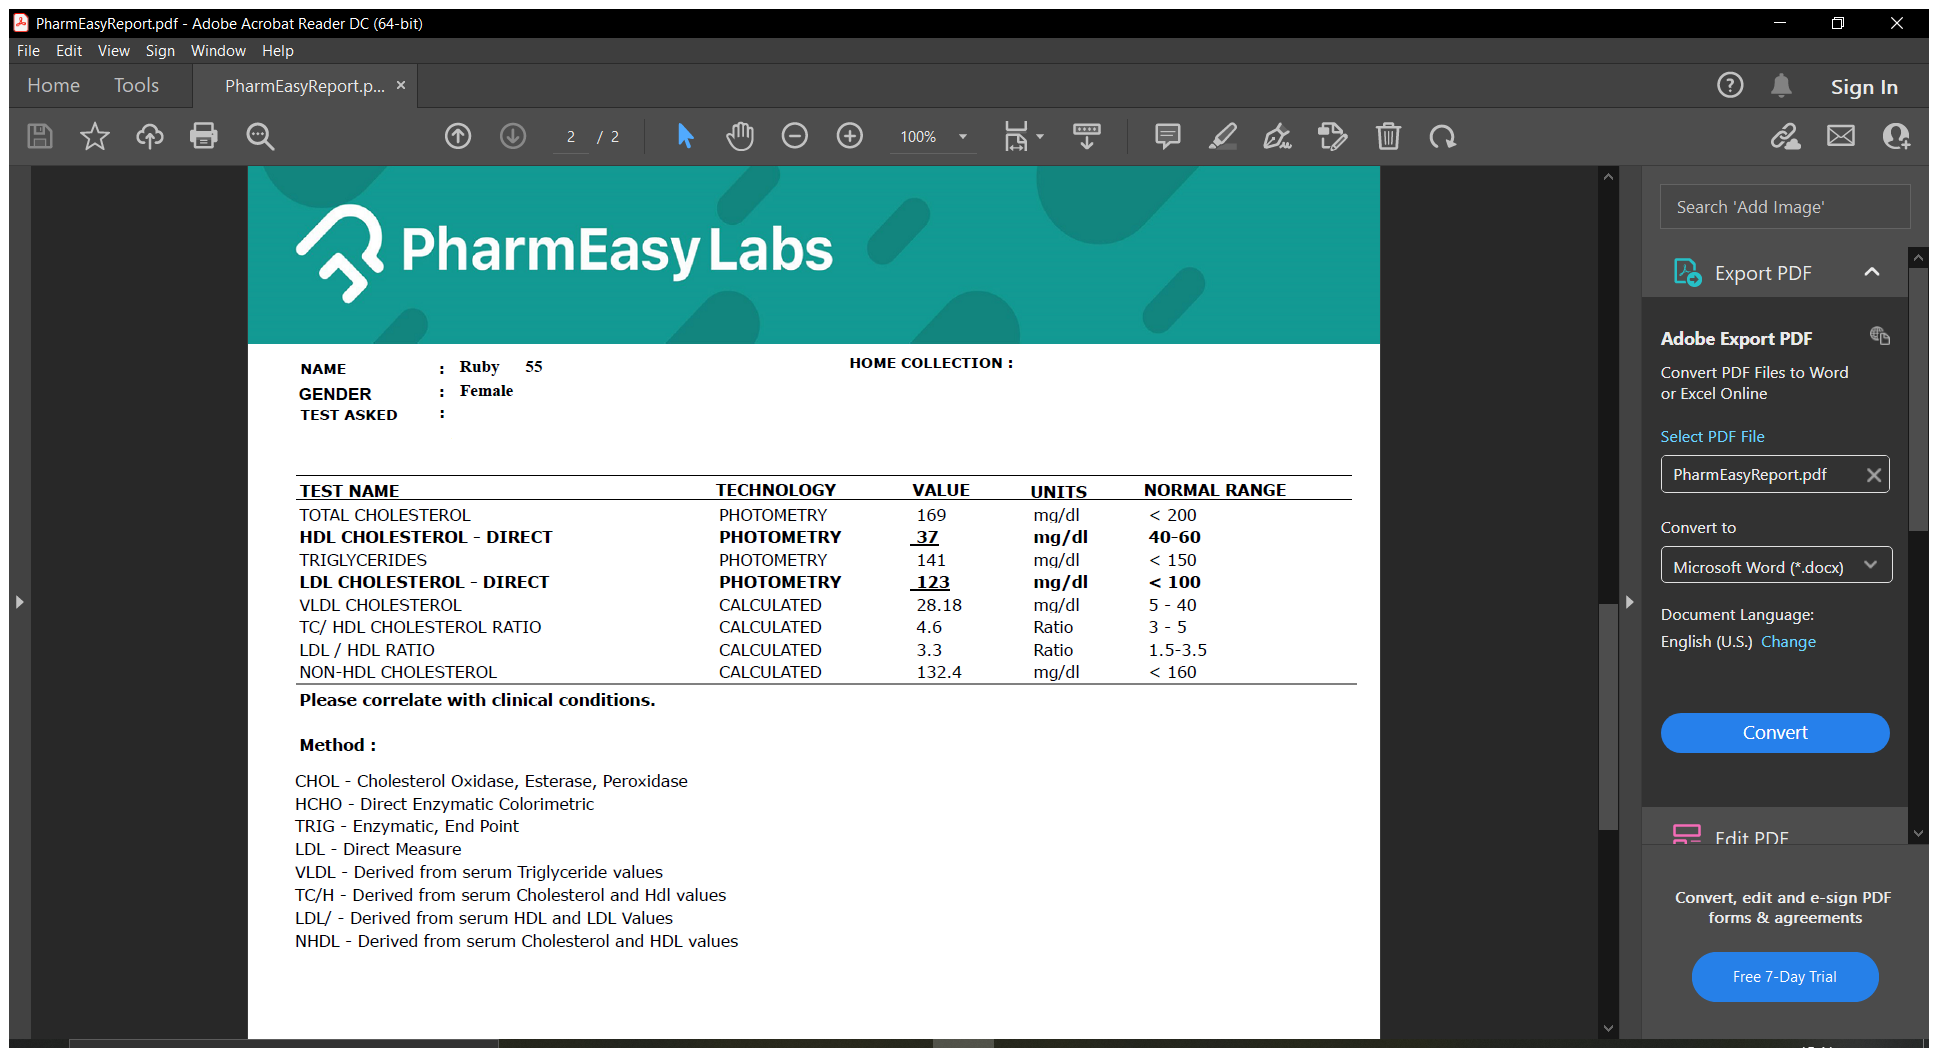 PharmEasyReport.pdf - Adobe Acrobat Reader DC (64-bit)
File Edit View Sign Window Help
Home Tools PharmEasyReport.p... × Sign In
2 / 2 100%
PharmEasy Labs
Search 'Add Image'
Export PDF
Adobe Export PDF
Convert PDF Files to Word
or Excel Online
Select PDF File
PharmEasyReport.pdf
Convert to
Microsoft Word (*.docx)
Document Language:
English (U.S.) Change
Convert
Edit PDF
Convert, edit and e-sign PDF
forms & agreements
Free 7-Day Trial
NAME : Ruby 55 HOME COLLECTION :
GENDER : Female
TEST ASKED :
TEST NAME TECHNOLOGY VALUE UNITS NORMAL RANGE
TOTAL CHOLESTEROL PHOTOMETRY 169 mg/dl < 200
HDL CHOLESTEROL - DIRECT PHOTOMETRY 37 mg/dl 40-60
TRIGLYCERIDES PHOTOMETRY 141 mg/dl < 150
LDL CHOLESTEROL - DIRECT PHOTOMETRY 123 mg/dl < 100
VLDL CHOLESTEROL CALCULATED 28.18 mg/dl 5 - 40
TC/ HDL CHOLESTEROL RATIO CALCULATED 4.6 Ratio 3 - 5
LDL / HDL RATIO CALCULATED 3.3 Ratio 1.5-3.5
NON-HDL CHOLESTEROL CALCULATED 132.4 mg/dl < 160
Please correlate with clinical conditions.
Method :
CHOL - Cholesterol Oxidase, Esterase, Peroxidase
HCHO - Direct Enzymatic Colorimetric
TRIG - Enzymatic, End Point
LDL - Direct Measure
VLDL - Derived from serum Triglyceride values
TC/H - Derived from serum Cholesterol and Hdl values
LDL/ - Derived from serum HDL and LDL Values
NHDL - Derived from serum Cholesterol and HDL values